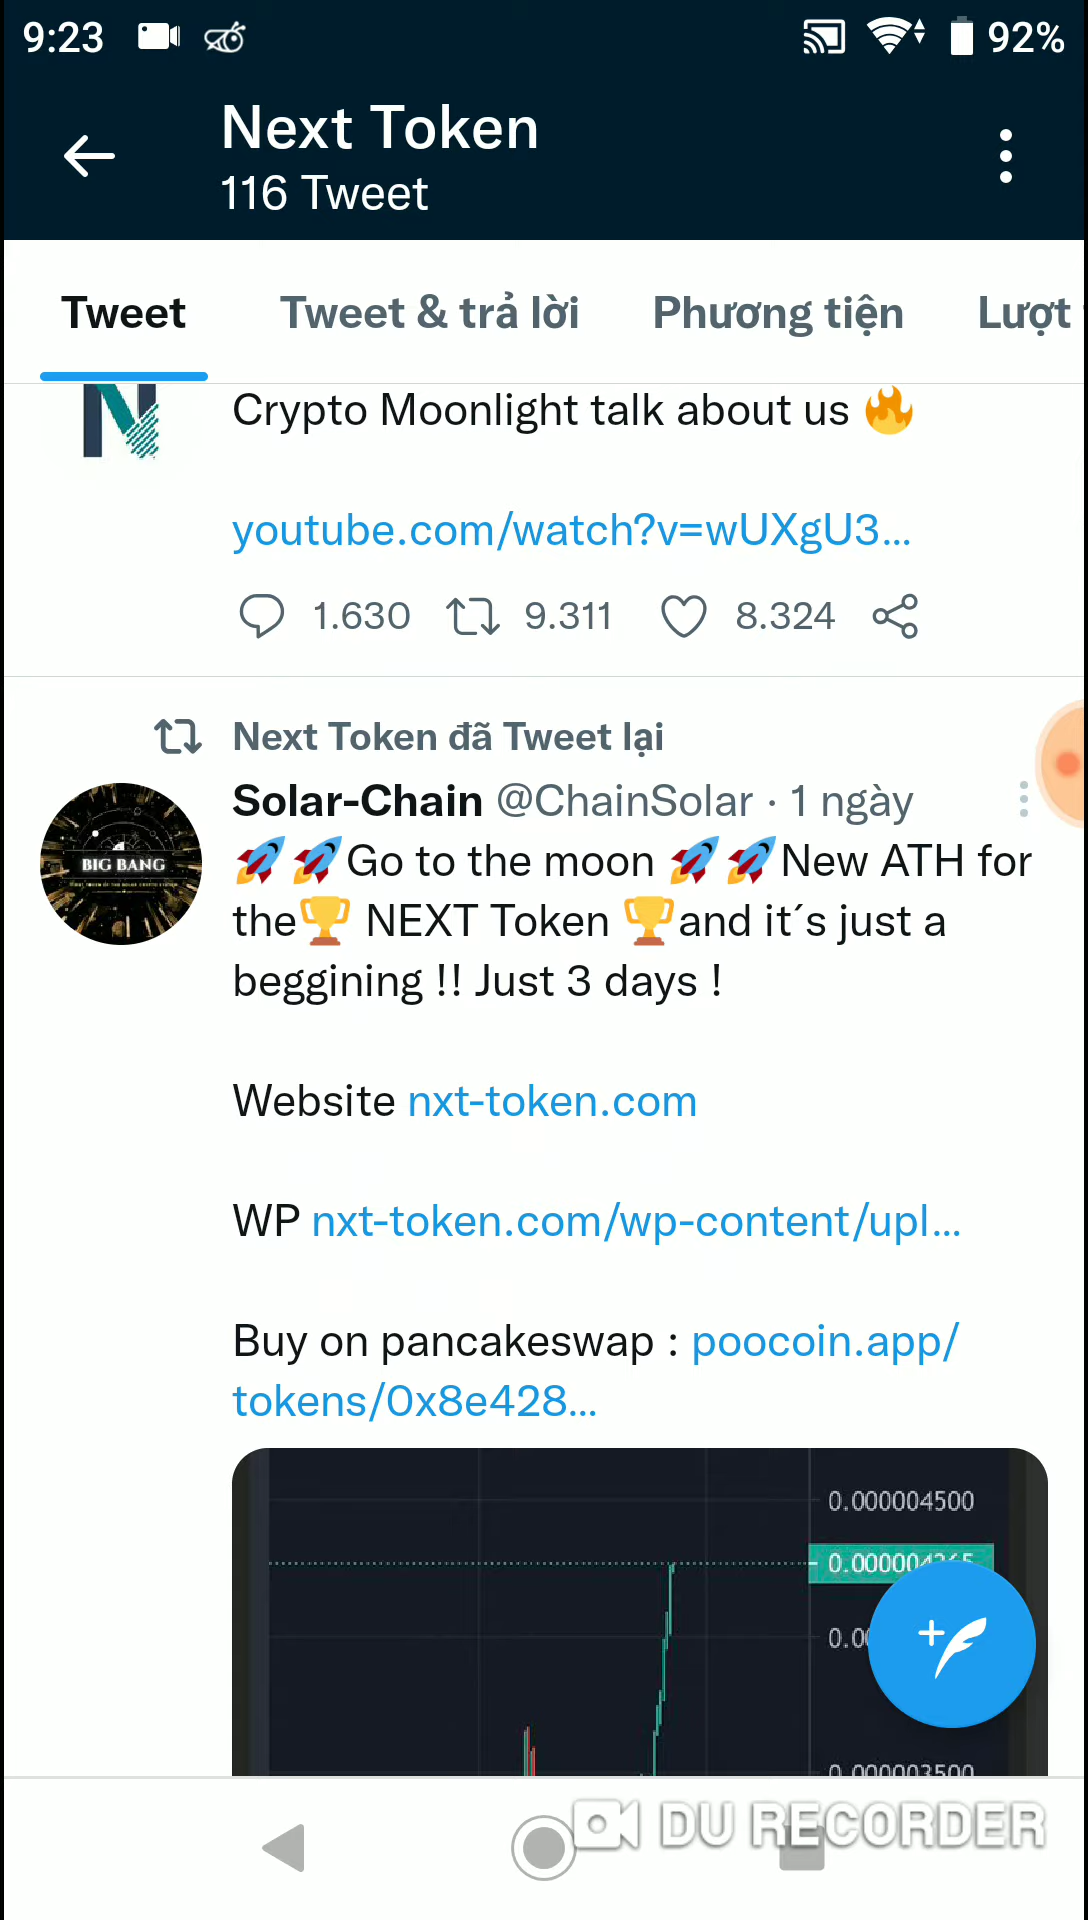 9:23 92%
Next Token
116 Tweet
Tweet Tweet & trả lời Phương tiện Lượt
Crypto Moonlight talk about us 🔥
youtube.com/watch?v=wUXgU3...
1.630 9.311 8.324
Next Token đã Tweet lại
Solar-Chain @ChainSolar · 1 ngày
BIG BANG
🚀🚀Go to the moon 🚀🚀New ATH for
the🏆 NEXT Token 🏆and it´s just a
beggining !! Just 3 days !
Website nxt-token.com
WP nxt-token.com/wp-content/upl...
Buy on pancakeswap : poocoin.app/
tokens/0x8e428...
0.000004500
0.000003500
DU RECORDER